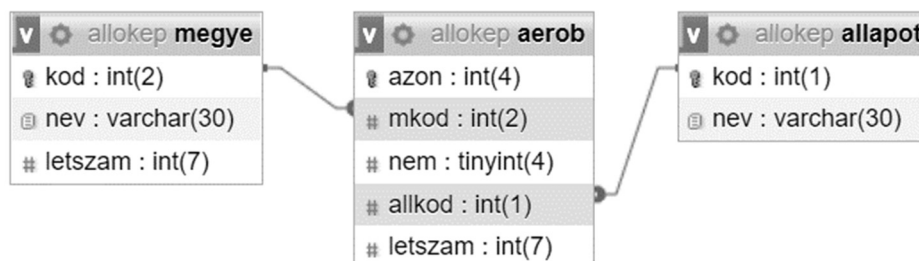 v allokep megye
kod : int(2)
nev : varchar(30)
# letszam : int(7)
v allokep aerob
azon : int(4)
# mkod : int(2)
# nem : tinyint(4)
# allkod : int(1)
# letszam : int(7)
v allokep allapot
kod : int(1)
nev : varchar(30)